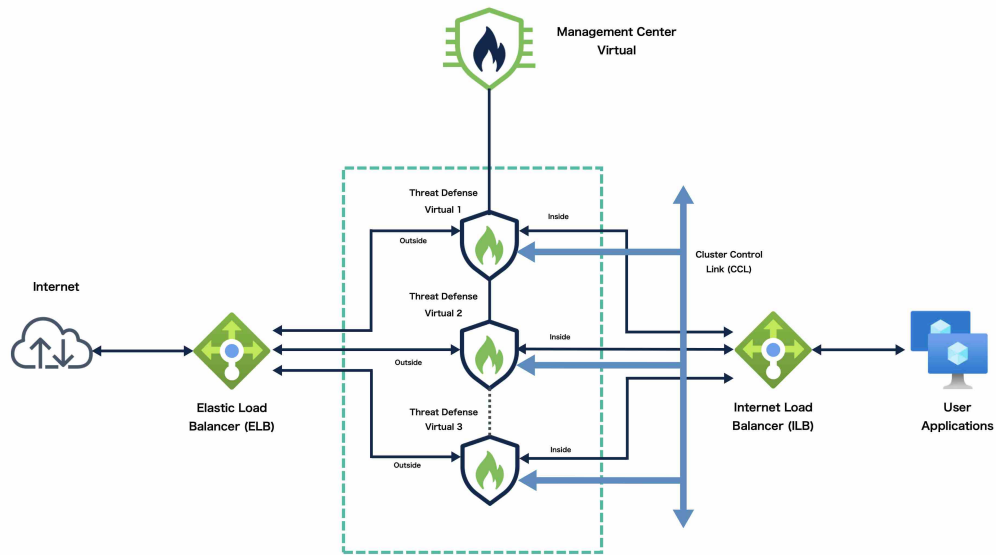 Management Center
Virtual
Threat Defense
Virtual 1
Inside
Outside
Cluster Control
Link (CCL)
Internet
Threat Defense
Virtual 2
Inside
Outside
Elastic Load
Balancer (ELB)
Internet Load
Balancer (ILB)
User
Applications
Threat Defense
Virtual 3
Inside
Outside